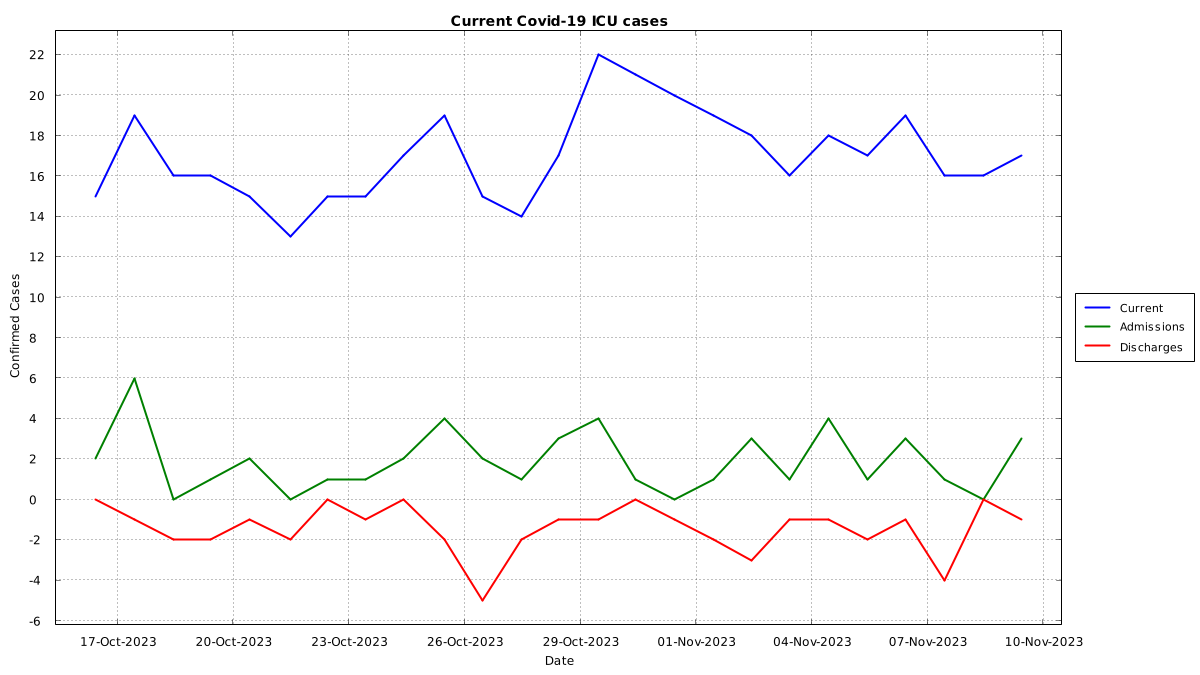 Current Covid-19 ICU cases
Confirmed Cases
22
20
18
16
14
12
10
8
6
4
2
0
-2
-4
-6
17-Oct-2023 20-Oct-2023 23-Oct-2023 26-Oct-2023 29-Oct-2023 01-Nov-2023 04-Nov-2023 07-Nov-2023 10-Nov-2023
Date
Current
Admissions
Discharges